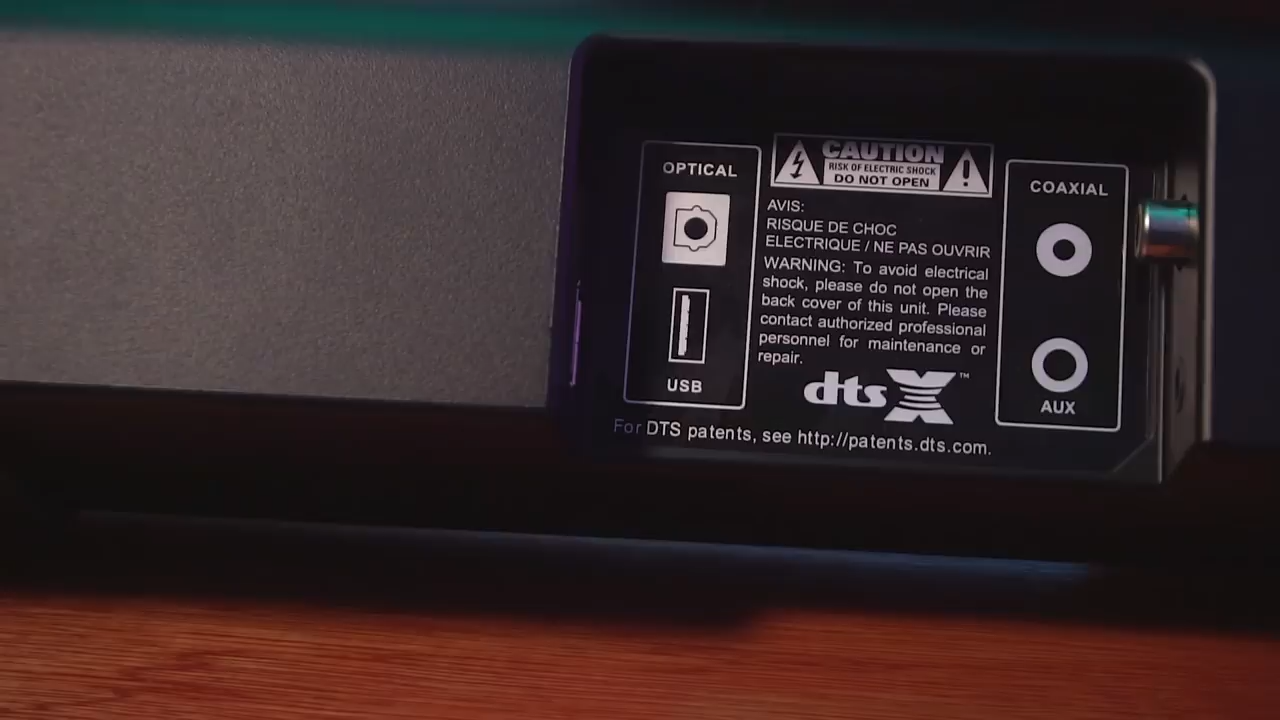 OPTICAL
USB
CAUTION
RISK OF ELECTRIC SHOCK
DO NOT OPEN
AVIS:
RISQUE DE CHOC
ELECTRIQUE / NE PAS OUVRIR
WARNING: To avoid electrical
shock, please do not open the
back cover of this unit. Please
contact authorized professional
personnel for maintenance or
repair.
dts X™
For DTS patents, see http://patents.dts.com.
COAXIAL
AUX